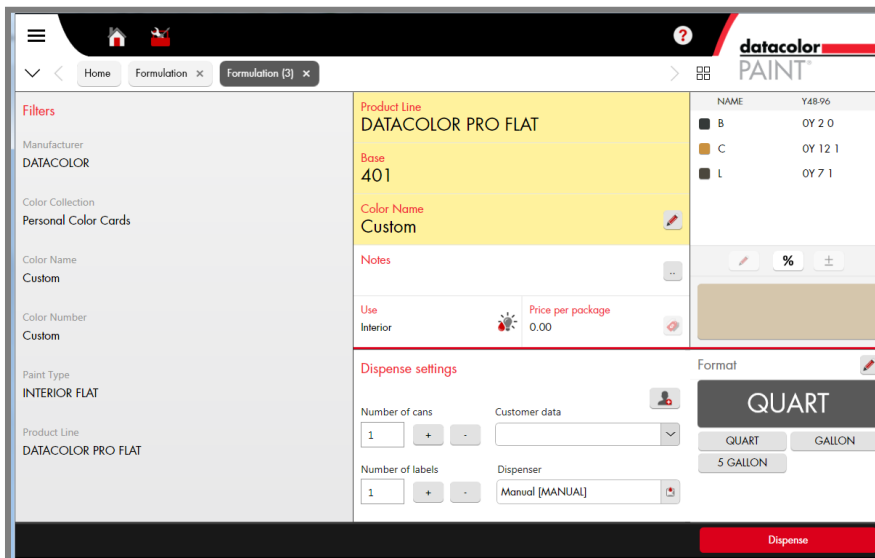 ?
datacolor
PAINT
Home
Formulation ×
Formulation (3) ×
Filters
Manufacturer
DATACOLOR
Color Collection
Personal Color Cards
Color Name
Custom
Color Number
Custom
Paint Type
INTERIOR FLAT
Product Line
DATACOLOR PRO FLAT
Product Line
DATACOLOR PRO FLAT
Base
401
Color Name
Custom
Notes
..
Use
Interior
Price per package
0.00
NAME Y48-96
B 0Y 2 0
C 0Y 12 1
L 0Y 7 1
% ±
Dispense settings
Number of cans
1 + -
Customer data
Number of labels
1 + -
Dispenser
Manual [MANUAL]
Format
QUART
QUART GALLON
5 GALLON
Dispense